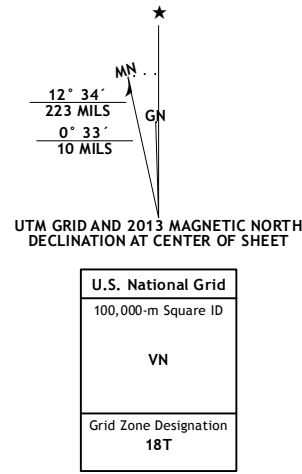 ★
MN
GN
12° 34´
223 MILS
0° 33´
10 MILS
UTM GRID AND 2013 MAGNETIC NORTH
DECLINATION AT CENTER OF SHEET
U.S. National Grid
100,000-m Square ID
VN
Grid Zone Designation
18T